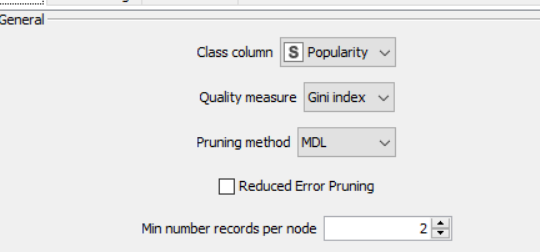 General
Class column S Popularity
Quality measure Gini index
Pruning method MDL
Reduced Error Pruning
Min number records per node 2